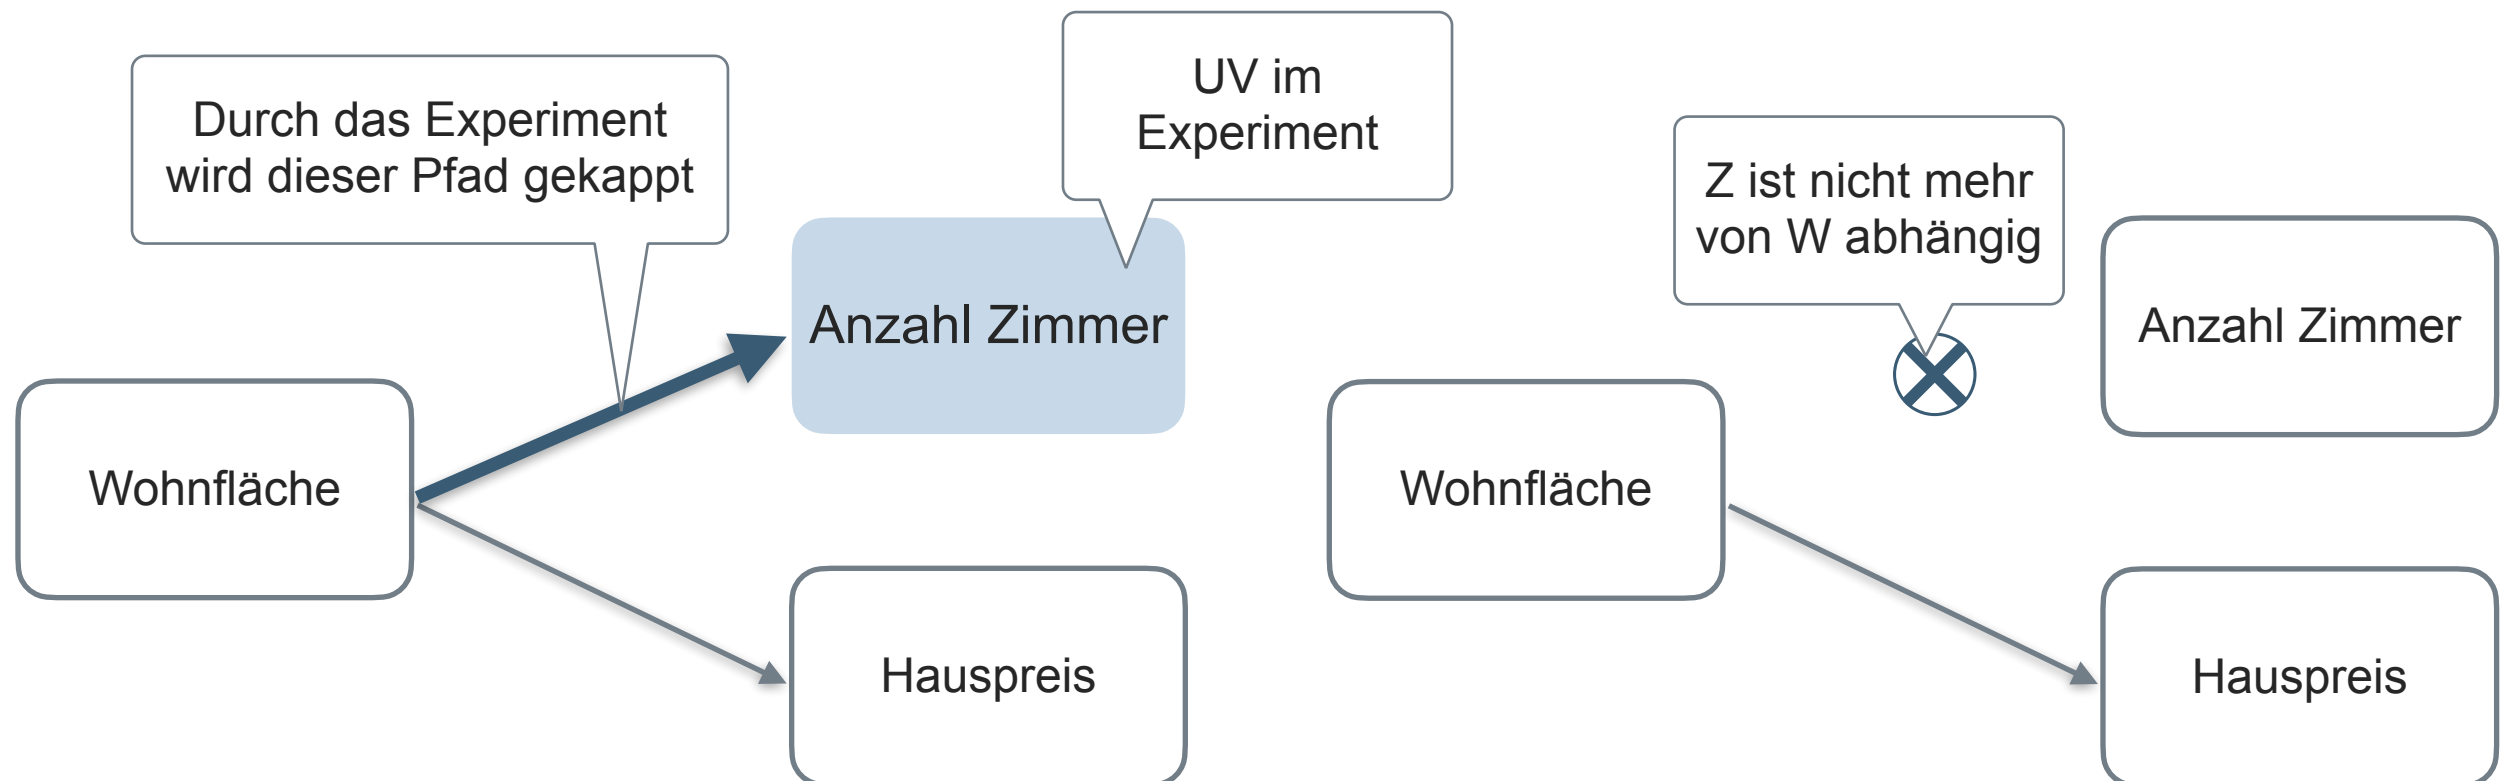 Durch das Experiment
wird dieser Pfad gekappt
UV im
Experiment
Anzahl Zimmer
Wohnfläche
Hauspreis
Z ist nicht mehr
von W abhängig
Anzahl Zimmer
Wohnfläche
Hauspreis